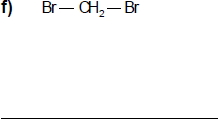 f) Br — CH₂ — Br